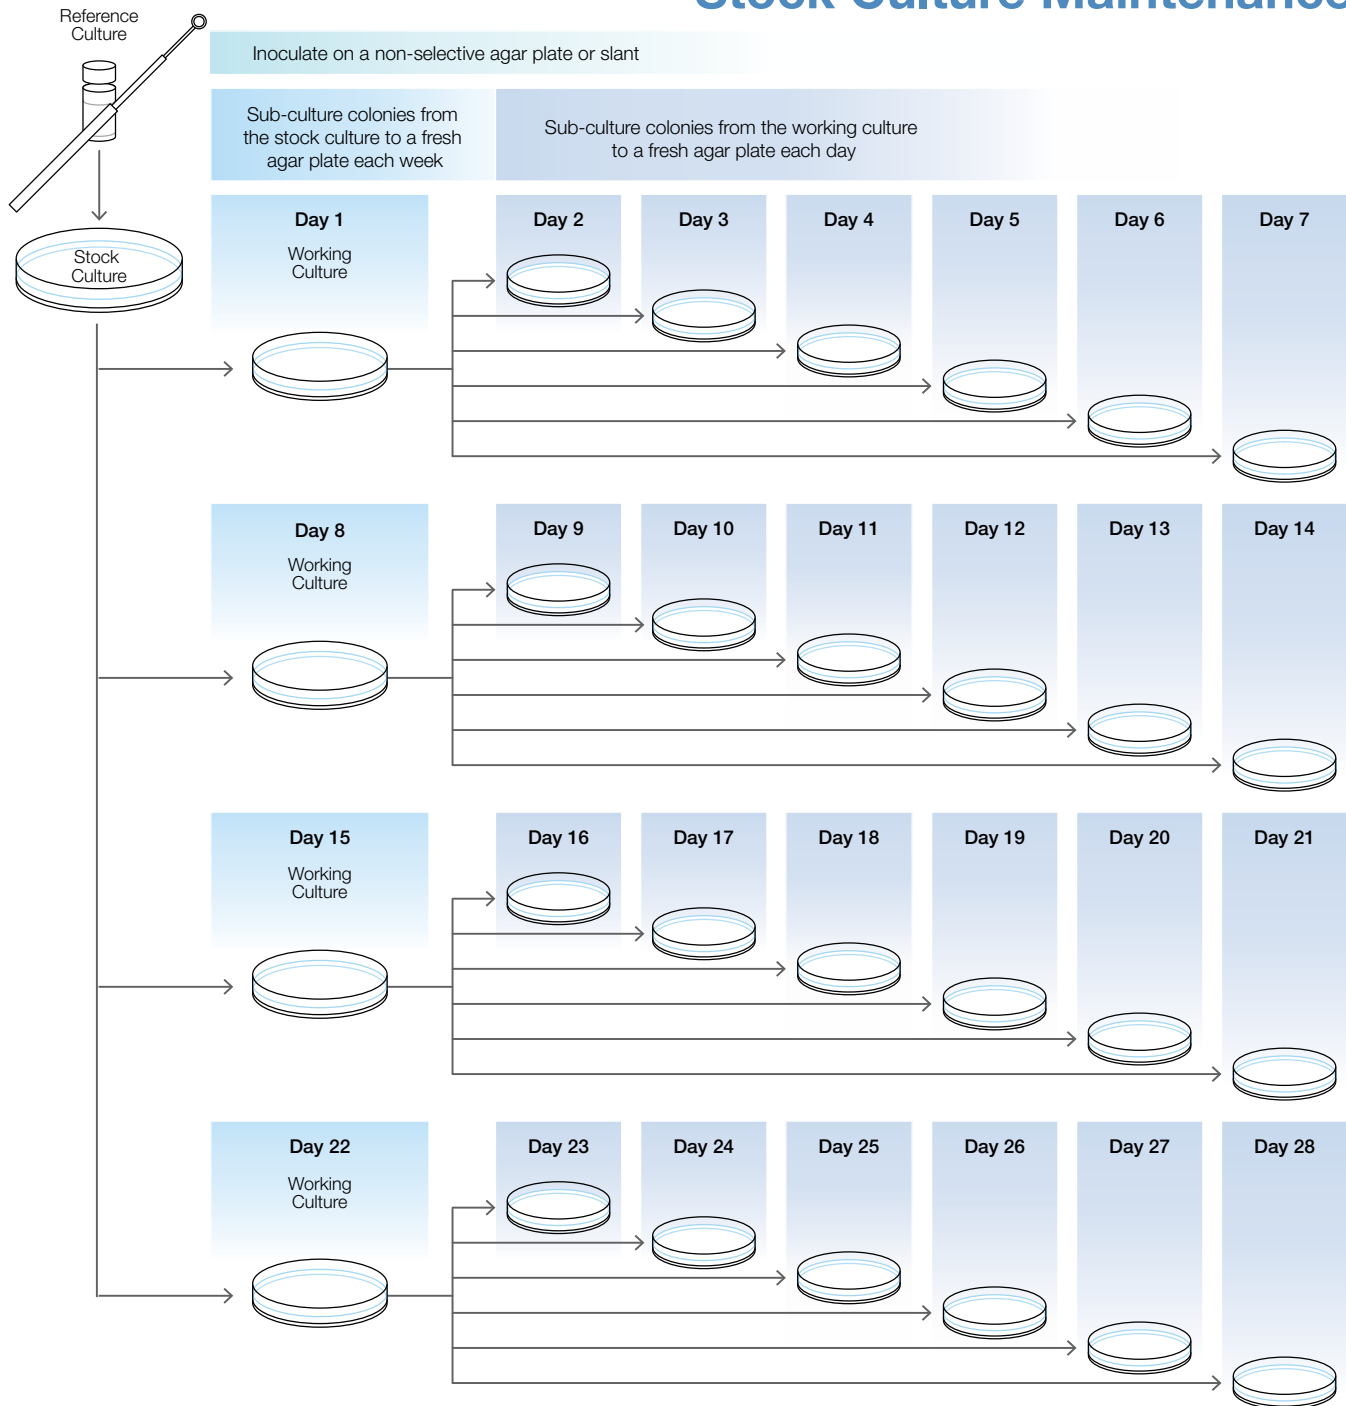 Stock Culture Maintenance
Reference
Culture
Inoculate on a non-selective agar plate or slant
Sub-culture colonies from
the stock culture to a fresh
agar plate each week
Sub-culture colonies from the working culture
to a fresh agar plate each day
Stock
Culture
Day 1
Working
Culture
Day 2
Day 3
Day 4
Day 5
Day 6
Day 7
Day 8
Working
Culture
Day 9
Day 10
Day 11
Day 12
Day 13
Day 14
Day 15
Working
Culture
Day 16
Day 17
Day 18
Day 19
Day 20
Day 21
Day 22
Working
Culture
Day 23
Day 24
Day 25
Day 26
Day 27
Day 28